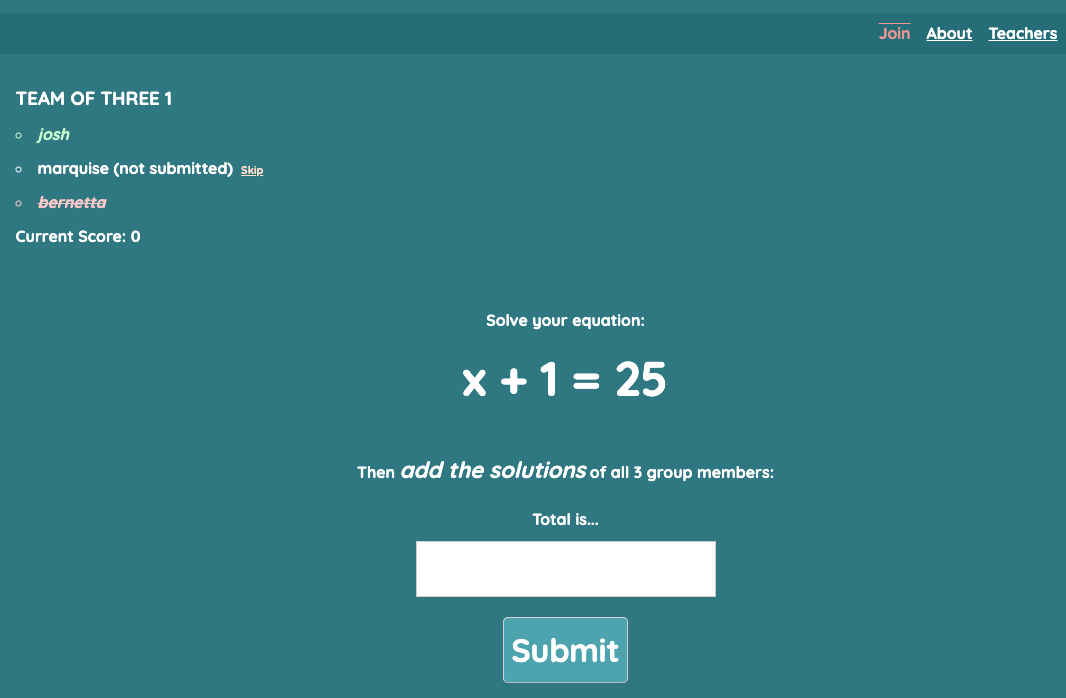 Join About Teachers
TEAM OF THREE 1
josh
marquise (not submitted) Skip
bernetta
Current Score: 0
Solve your equation:
x + 1 = 25
Then add the solutions of all 3 group members:
Total is...
Submit